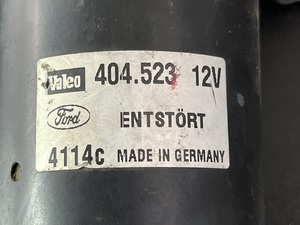 Valeo 404.523 12V
Ford ENTSTÖRT
4114c MADE IN GERMANY